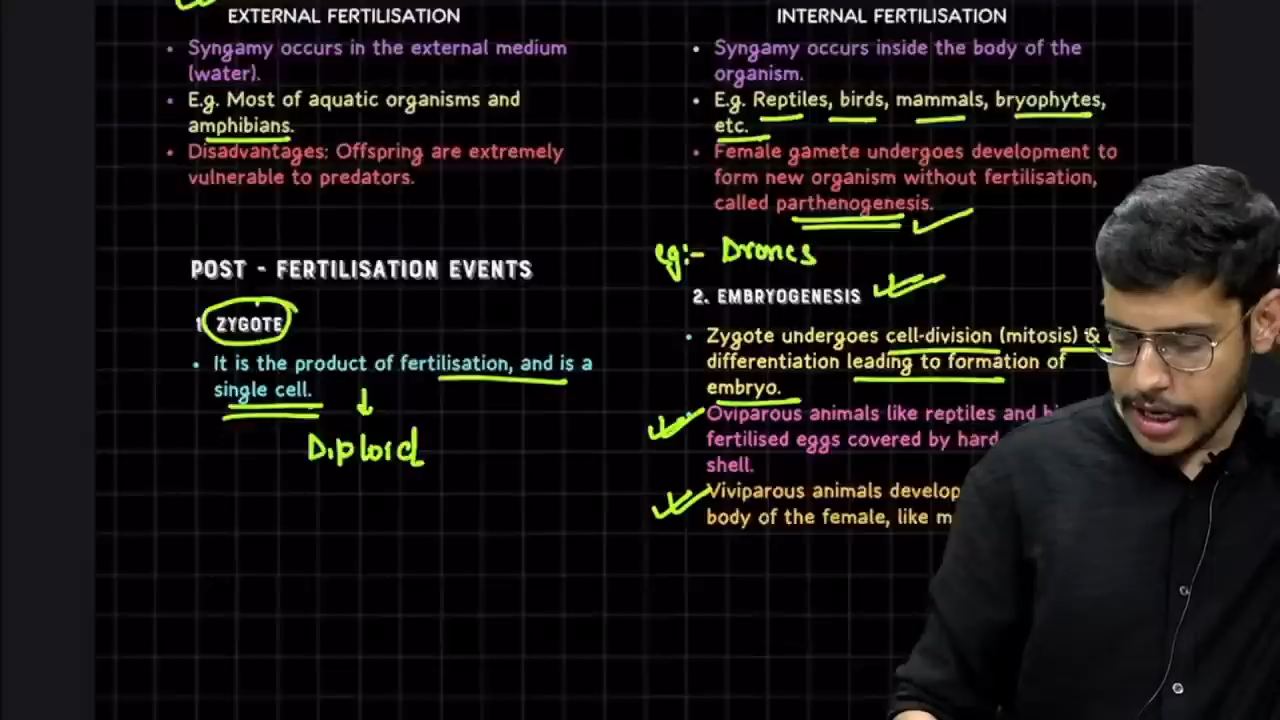 EXTERNAL FERTILISATION
• Syngamy occurs in the external medium
(water).
• E.g. Most of aquatic organisms and
amphibians.
• Disadvantages: Offspring are extremely
vulnerable to predators.
INTERNAL FERTILISATION
• Syngamy occurs inside the body of the
organism.
• E.g. Reptiles, birds, mammals, bryophytes,
etc.
• Female gamete undergoes development to
form new organism without fertilisation,
called parthenogenesis.
eg:- Drones
POST - FERTILISATION EVENTS
1. ZYGOTE
• It is the product of fertilisation, and is a
single cell.
Diploid
2. EMBRYOGENESIS
• Zygote undergoes cell-division (mitosis) &
differentiation leading to formation of
embryo.
Oviparous animals like reptiles and
fertilised eggs covered by hard
shell.
Viviparous animals develop
body of the female, like